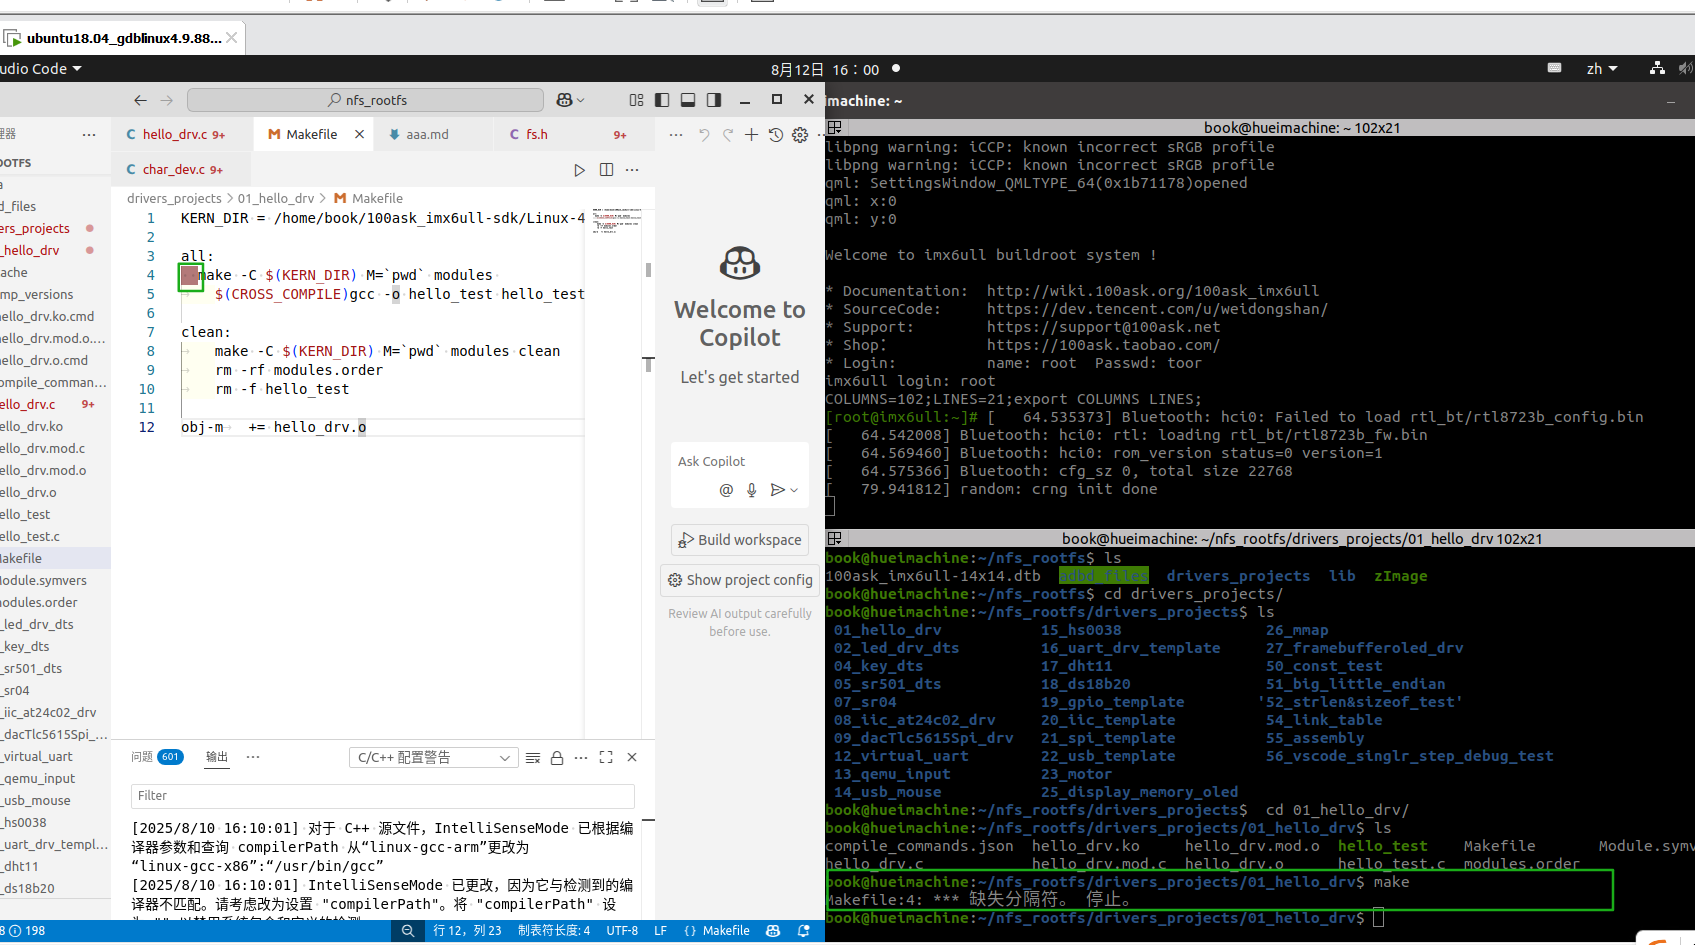 ubuntu18.04_gdblinux4.9.88...
udio Code
8月12日 16：00
zh
nfs_rootfs
hello_drv.c 9+
Makefile
aaa.md
fs.h 9+
char_dev.c 9+
drivers_projects > 01_hello_drv > Makefile
1 KERN_DIR = /home/book/100ask_imx6ull-sdk/Linux-4
2
3 all:
4 make -C $(KERN_DIR) M=`pwd` modules
5 $(CROSS_COMPILE)gcc -o hello_test hello_test
6
7 clean:
8 make -C $(KERN_DIR) M=`pwd` modules clean
9 rm -rf modules.order
10 rm -f hello_test
11
12 obj-m += hello_drv.o
理器
OOTFS
a
d_files
ers_projects
_hello_drv
ache
mp_versions
ello_drv.ko.cmd
ello_drv.mod.o....
ello_drv.o.cmd
ompile_comman...
ello_drv.c 9+
ello_drv.ko
ello_drv.mod.c
ello_drv.mod.o
ello_drv.o
ello_test
ello_test.c
Makefile
Module.symvers
odules.order
_led_drv_dts
_key_dts
_sr501_dts
_sr04
_iic_at24c02_drv
_dacTlc5615Spi_...
_virtual_uart
_qemu_input
_usb_mouse
_hs0038
_uart_drv_templ...
_dht11
_ds18b20
Welcome to
Copilot
Let's get started
Ask Copilot
Build workspace
Show project config
Review AI output carefully
before use.
问题 601 输出 ···
C/C++ 配置警告
Filter
[2025/8/10 16:10:01] 对于 C++ 源文件，IntelliSenseMode 已根据编
译器参数和查询 compilerPath 从“linux-gcc-arm”更改为
“linux-gcc-x86”:“/usr/bin/gcc”
[2025/8/10 16:10:01] IntelliSenseMode 已更改，因为它与检测到的编
译器不匹配。请考虑改为设置 "compilerPath"。将 "compilerPath" 设
8 198
行 12，列 23 制表符长度: 4 UTF-8 LF {} Makefile
imachine: ~
book@hueimachine: ~ 102x21
libpng warning: iCCP: known incorrect sRGB profile
libpng warning: iCCP: known incorrect sRGB profile
qml: SettingsWindow_QMLTYPE_64(0x1b71178)opened
qml: x:0
qml: y:0
Welcome to imx6ull buildroot system !
* Documentation: http://wiki.100ask.org/100ask_imx6ull
* SourceCode: https://dev.tencent.com/u/weidongshan/
* Support: https://support@100ask.net
* Shop: https://100ask.taobao.com/
* Login: name: root Passwd: toor
imx6ull login: root
COLUMNS=102;LINES=21;export COLUMNS LINES;
[root@imx6ull:~]# [ 64.535373] Bluetooth: hci0: Failed to load rtl_bt/rtl8723b_config.bin
[ 64.542008] Bluetooth: hci0: rtl: loading rtl_bt/rtl8723b_fw.bin
[ 64.569460] Bluetooth: hci0: rom_version status=0 version=1
[ 64.575366] Bluetooth: cfg_sz 0, total size 22768
[ 79.941812] random: crng init done
book@hueimachine: ~/nfs_rootfs/drivers_projects/01_hello_drv 102x21
book@hueimachine:~/nfs_rootfs$ ls
100ask_imx6ull-14x14.dtb adbd_files drivers_projects lib zImage
book@hueimachine:~/nfs_rootfs$ cd drivers_projects/
book@hueimachine:~/nfs_rootfs/drivers_projects$ ls
01_hello_drv 15_hs0038 26_mmap
02_led_drv_dts 16_uart_drv_template 27_framebufferoled_drv
04_key_dts 17_dht11 50_const_test
05_sr501_dts 18_ds18b20 51_big_little_endian
07_sr04 19_gpio_template '52_strlen&sizeof_test'
08_iic_at24c02_drv 20_iic_template 54_link_table
09_dacTlc5615Spi_drv 21_spi_template 55_assembly
12_virtual_uart 22_usb_template 56_vscode_singlr_step_debug_test
13_qemu_input 23_motor
14_usb_mouse 25_display_memory_oled
book@hueimachine:~/nfs_rootfs/drivers_projects$ cd 01_hello_drv/
book@hueimachine:~/nfs_rootfs/drivers_projects/01_hello_drv$ ls
compile_commands.json hello_drv.ko hello_drv.mod.o hello_test Makefile Module.symv
hello_drv.c hello_drv.mod.c hello_drv.o hello_test.c modules.order
book@hueimachine:~/nfs_rootfs/drivers_projects/01_hello_drv$ make
Makefile:4: *** 缺失分隔符。 停止。
book@hueimachine:~/nfs_rootfs/drivers_projects/01_hello_drv$